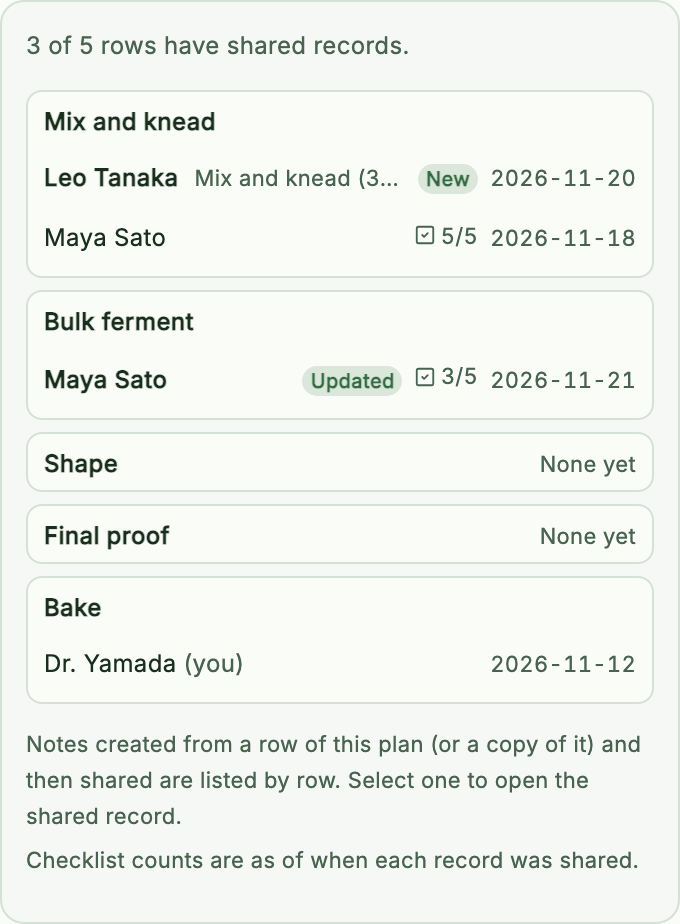 3 of 5 rows have shared records.
Mix and knead
Leo Tanaka Mix and knead (3... New 2026-11-20
Maya Sato 5/5 2026-11-18
Bulk ferment
Maya Sato Updated 3/5 2026-11-21
Shape None yet
Final proof None yet
Bake
Dr. Yamada (you) 2026-11-12
Notes created from a row of this plan (or a copy of it) and
then shared are listed by row. Select one to open the
shared record.
Checklist counts are as of when each record was shared.